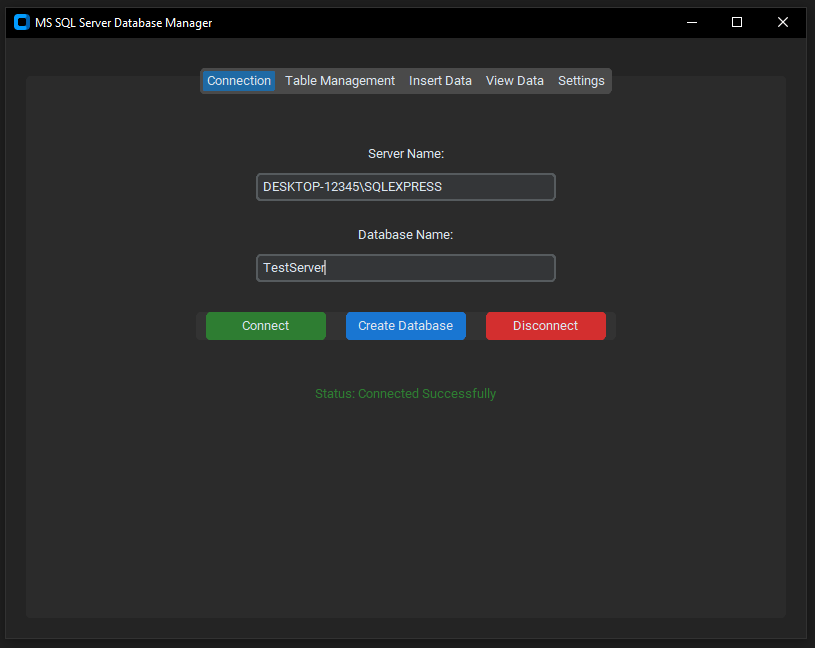 MS SQL Server Database Manager
Connection Table Management Insert Data View Data Settings
Server Name:
DESKTOP-12345\SQLEXPRESS
Database Name:
TestServer
Connect Create Database Disconnect
Status: Connected Successfully